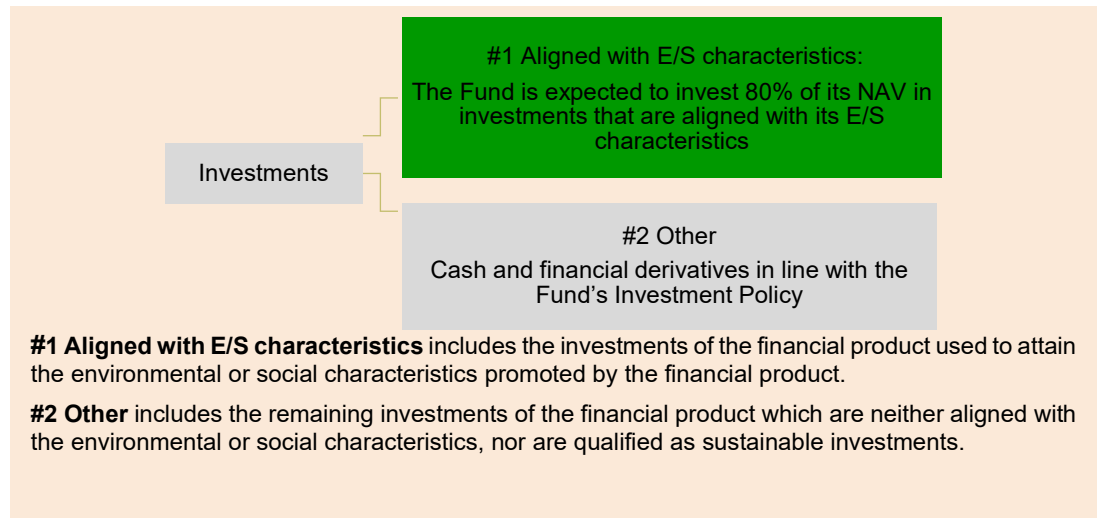 #1 Aligned with E/S characteristics:
The Fund is expected to invest 80% of its NAV in
investments that are aligned with its E/S
characteristics
Investments
#2 Other
Cash and financial derivatives in line with the
Fund’s Investment Policy
#1 Aligned with E/S characteristics includes the investments of the financial product used to attain
the environmental or social characteristics promoted by the financial product.
#2 Other includes the remaining investments of the financial product which are neither aligned with
the environmental or social characteristics, nor are qualified as sustainable investments.